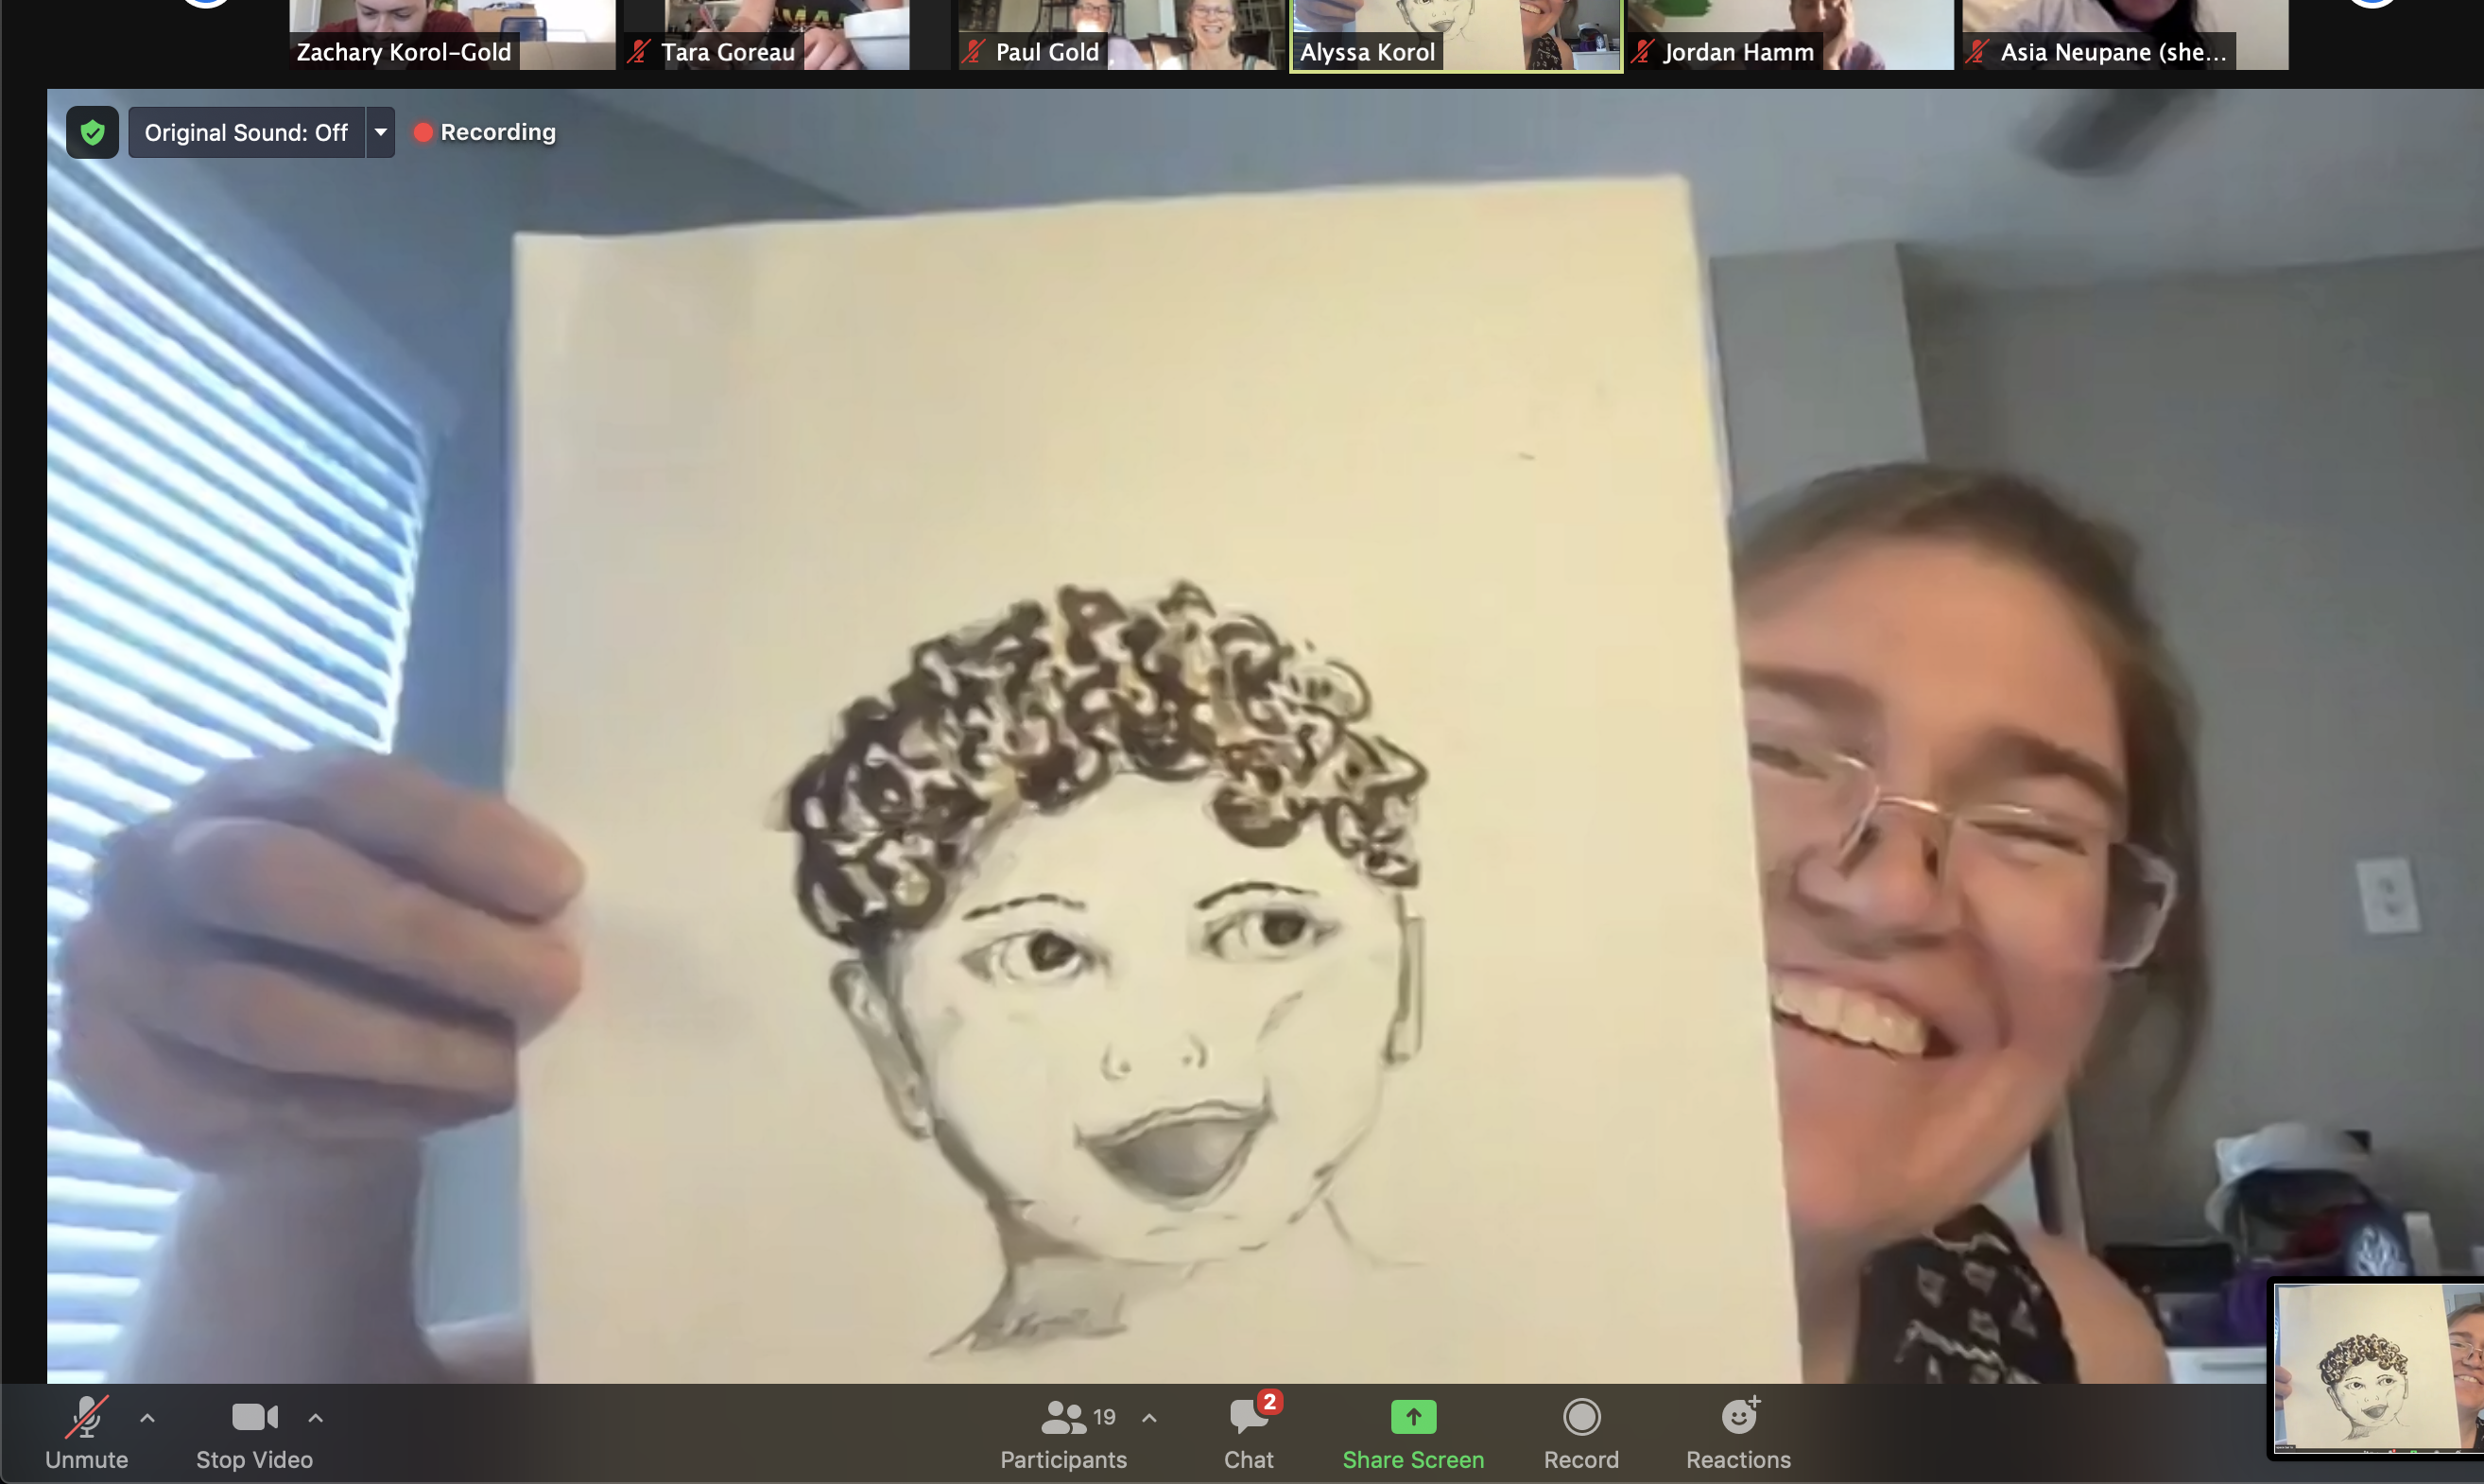 Zachary Korol-Gold
Tara Goreau
Paul Gold
Alyssa Korol
Jordan Hamm
Asia Neupane (she...
Original Sound: Off
Recording
Unmute
Stop Video
19
Participants
2
Chat
Share Screen
Record
Reactions